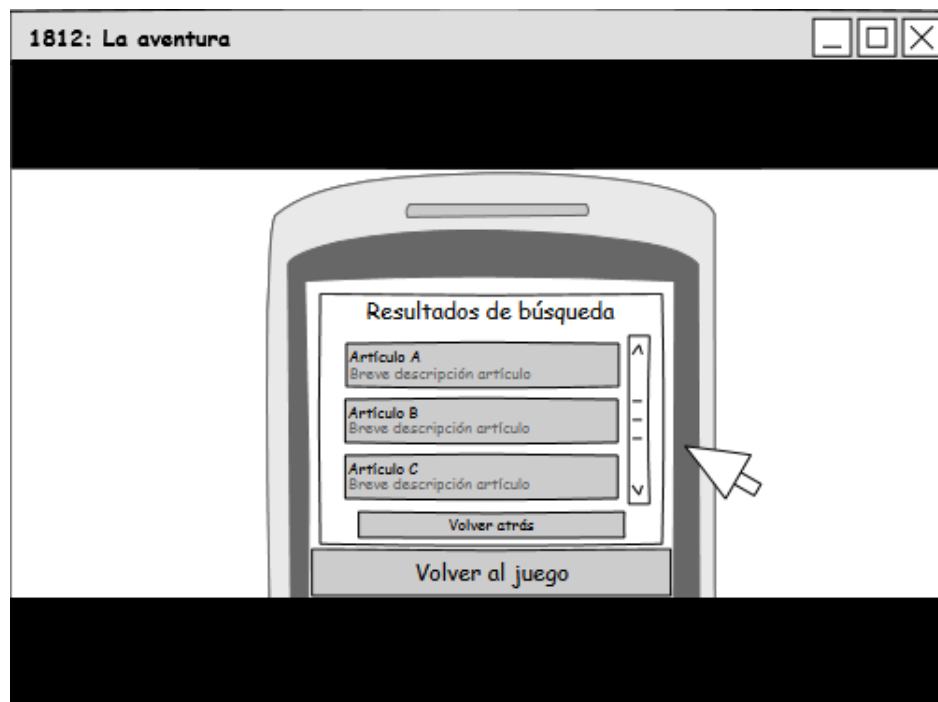 1812: La aventura
Resultados de búsqueda
Artículo A
Breve descripción artículo
Artículo B
Breve descripción artículo
Artículo C
Breve descripción artículo
Volver atrás
Volver al juego